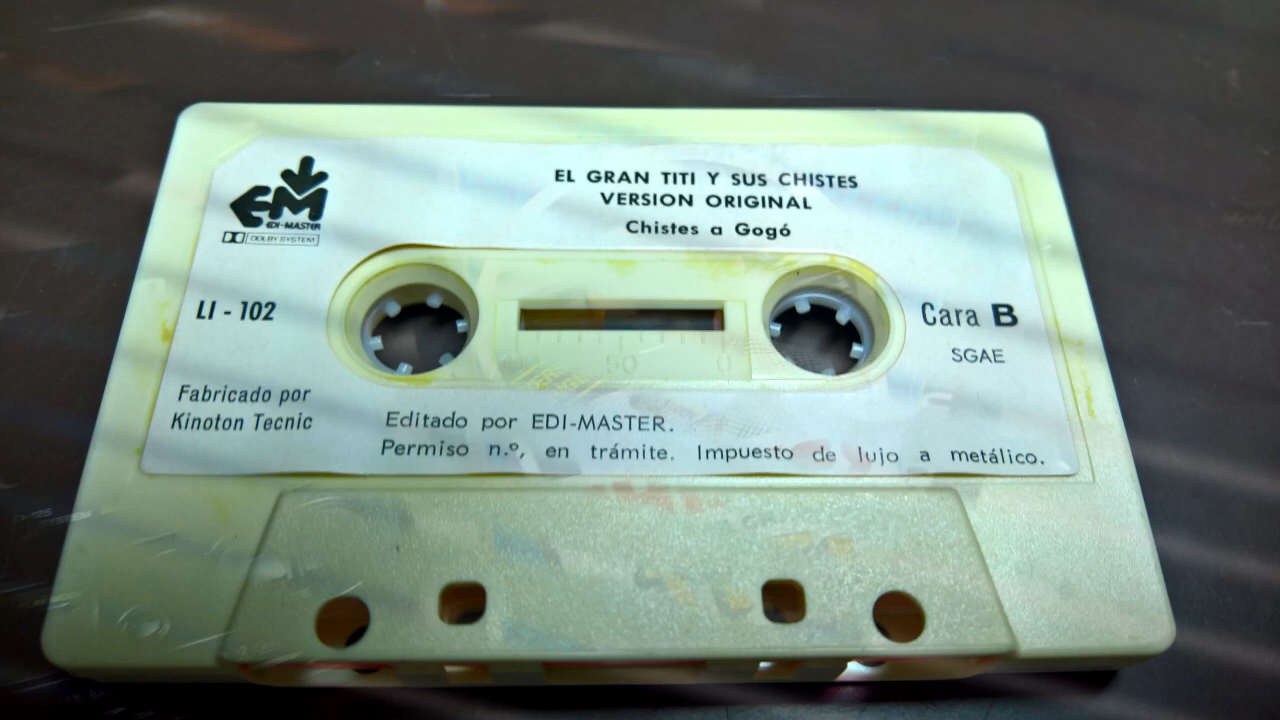 EL GRAN TITI Y SUS CHISTES
VERSION ORIGINAL
Chistes a Gogó
EM
EDI-MASTER
DOLBY SYSTEM
LI - 102
Cara B
SGAE
50
0
Fabricado por
Kinoton Tecnic
Editado por EDI-MASTER.
Permiso n.º, en trámite. Impuesto de lujo a metálico.